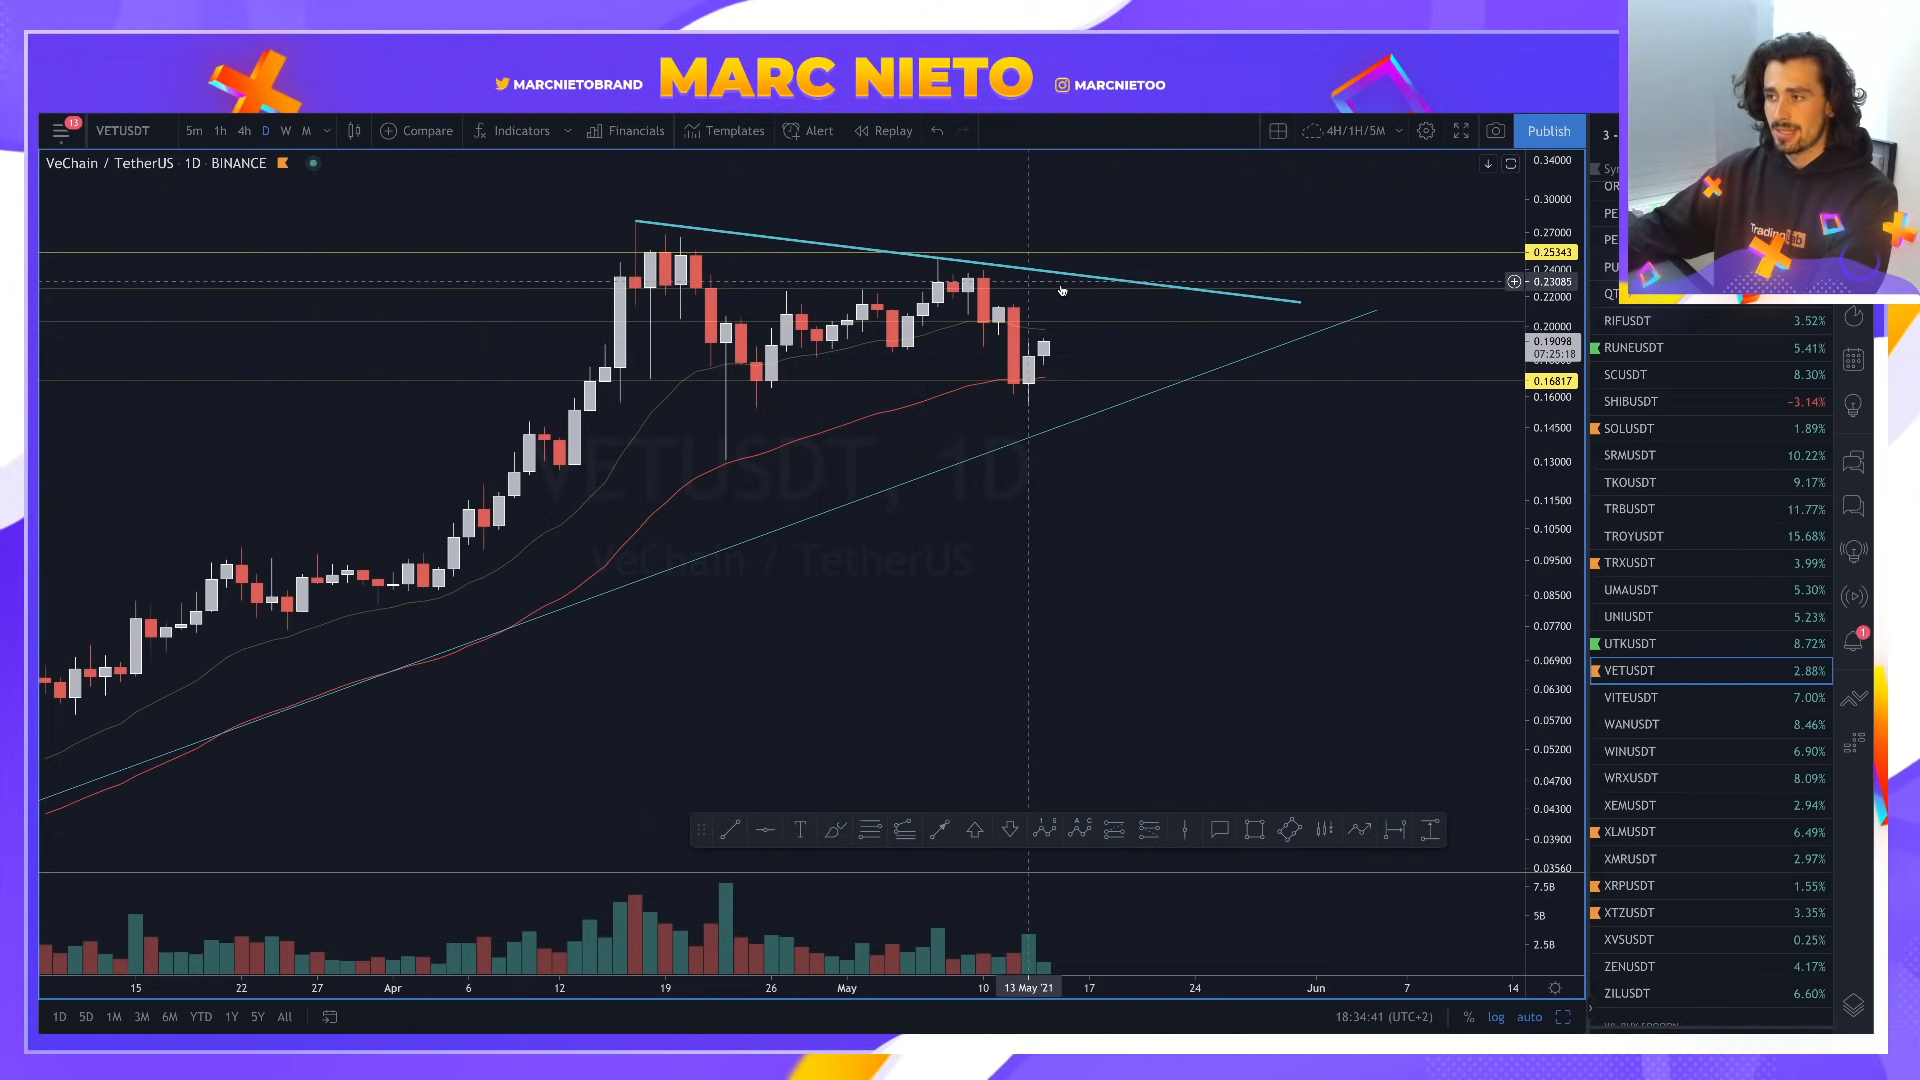 MARC NIETO
MARCNIETOBRAND
MARCNIETOO
13
VETUSDT
5m 1h 4h D W M
Compare
Indicators
Financials
Templates
Alert
Replay
4H/1H/5M
Publish
3 -
VeChain / TetherUS · 1D · BINANCE
VETUSDT, 1D
VeChain / TetherUS
TradingLab
0.34000
0.30000
0.27000
0.25343
0.24000
0.23085
0.22000
0.20000
0.19098
07:25:18
0.16817
0.16000
0.14500
0.13000
0.11500
0.10500
0.09500
0.08500
0.07700
0.06900
0.06300
0.05700
0.05200
0.04700
0.04300
0.03900
0.03560
7.5B
5B
2.5B
15 22 27 Apr 6 12 19 26 May 10 13 May '21 17 24 Jun 7 14
1D 5D 1M 3M 6M YTD 1Y 5Y All
18:34:41 (UTC+2)
% log auto
RIFUSDT 3.52%
RUNEUSDT 5.41%
SCUSDT 8.30%
SHIBUSDT −3.14%
SOLUSDT 1.89%
SRMUSDT 10.22%
TKOUSDT 9.17%
TRBUSDT 11.77%
TROYUSDT 15.68%
TRXUSDT 3.99%
UMAUSDT 5.30%
UNIUSDT 5.23%
UTKUSDT 8.72%
VETUSDT 2.88%
VITEUSDT 7.00%
WANUSDT 8.46%
WINUSDT 6.90%
WRXUSDT 8.09%
XEMUSDT 2.94%
XLMUSDT 6.49%
XMRUSDT 2.97%
XRPUSDT 1.55%
XTZUSDT 3.35%
XVSUSDT 0.25%
ZENUSDT 4.17%
ZILUSDT 6.60%
1